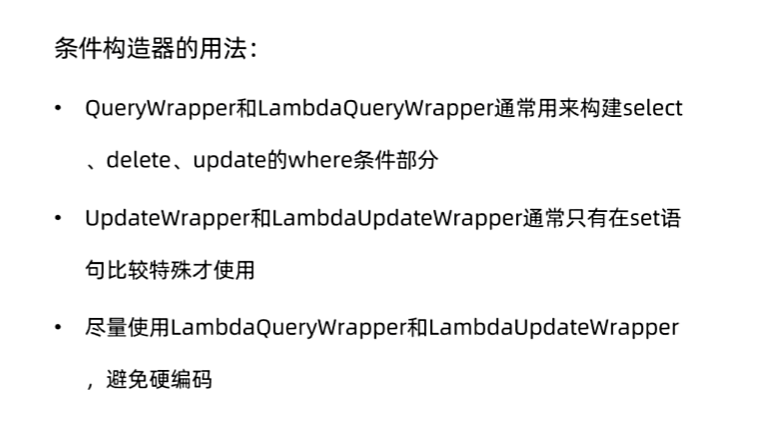 条件构造器的用法：
• QueryWrapper和LambdaQueryWrapper通常用来构建select
、delete、update的where条件部分
• UpdateWrapper和LambdaUpdateWrapper通常只有在set语
句比较特殊才使用
• 尽量使用LambdaQueryWrapper和LambdaUpdateWrapper
，避免硬编码